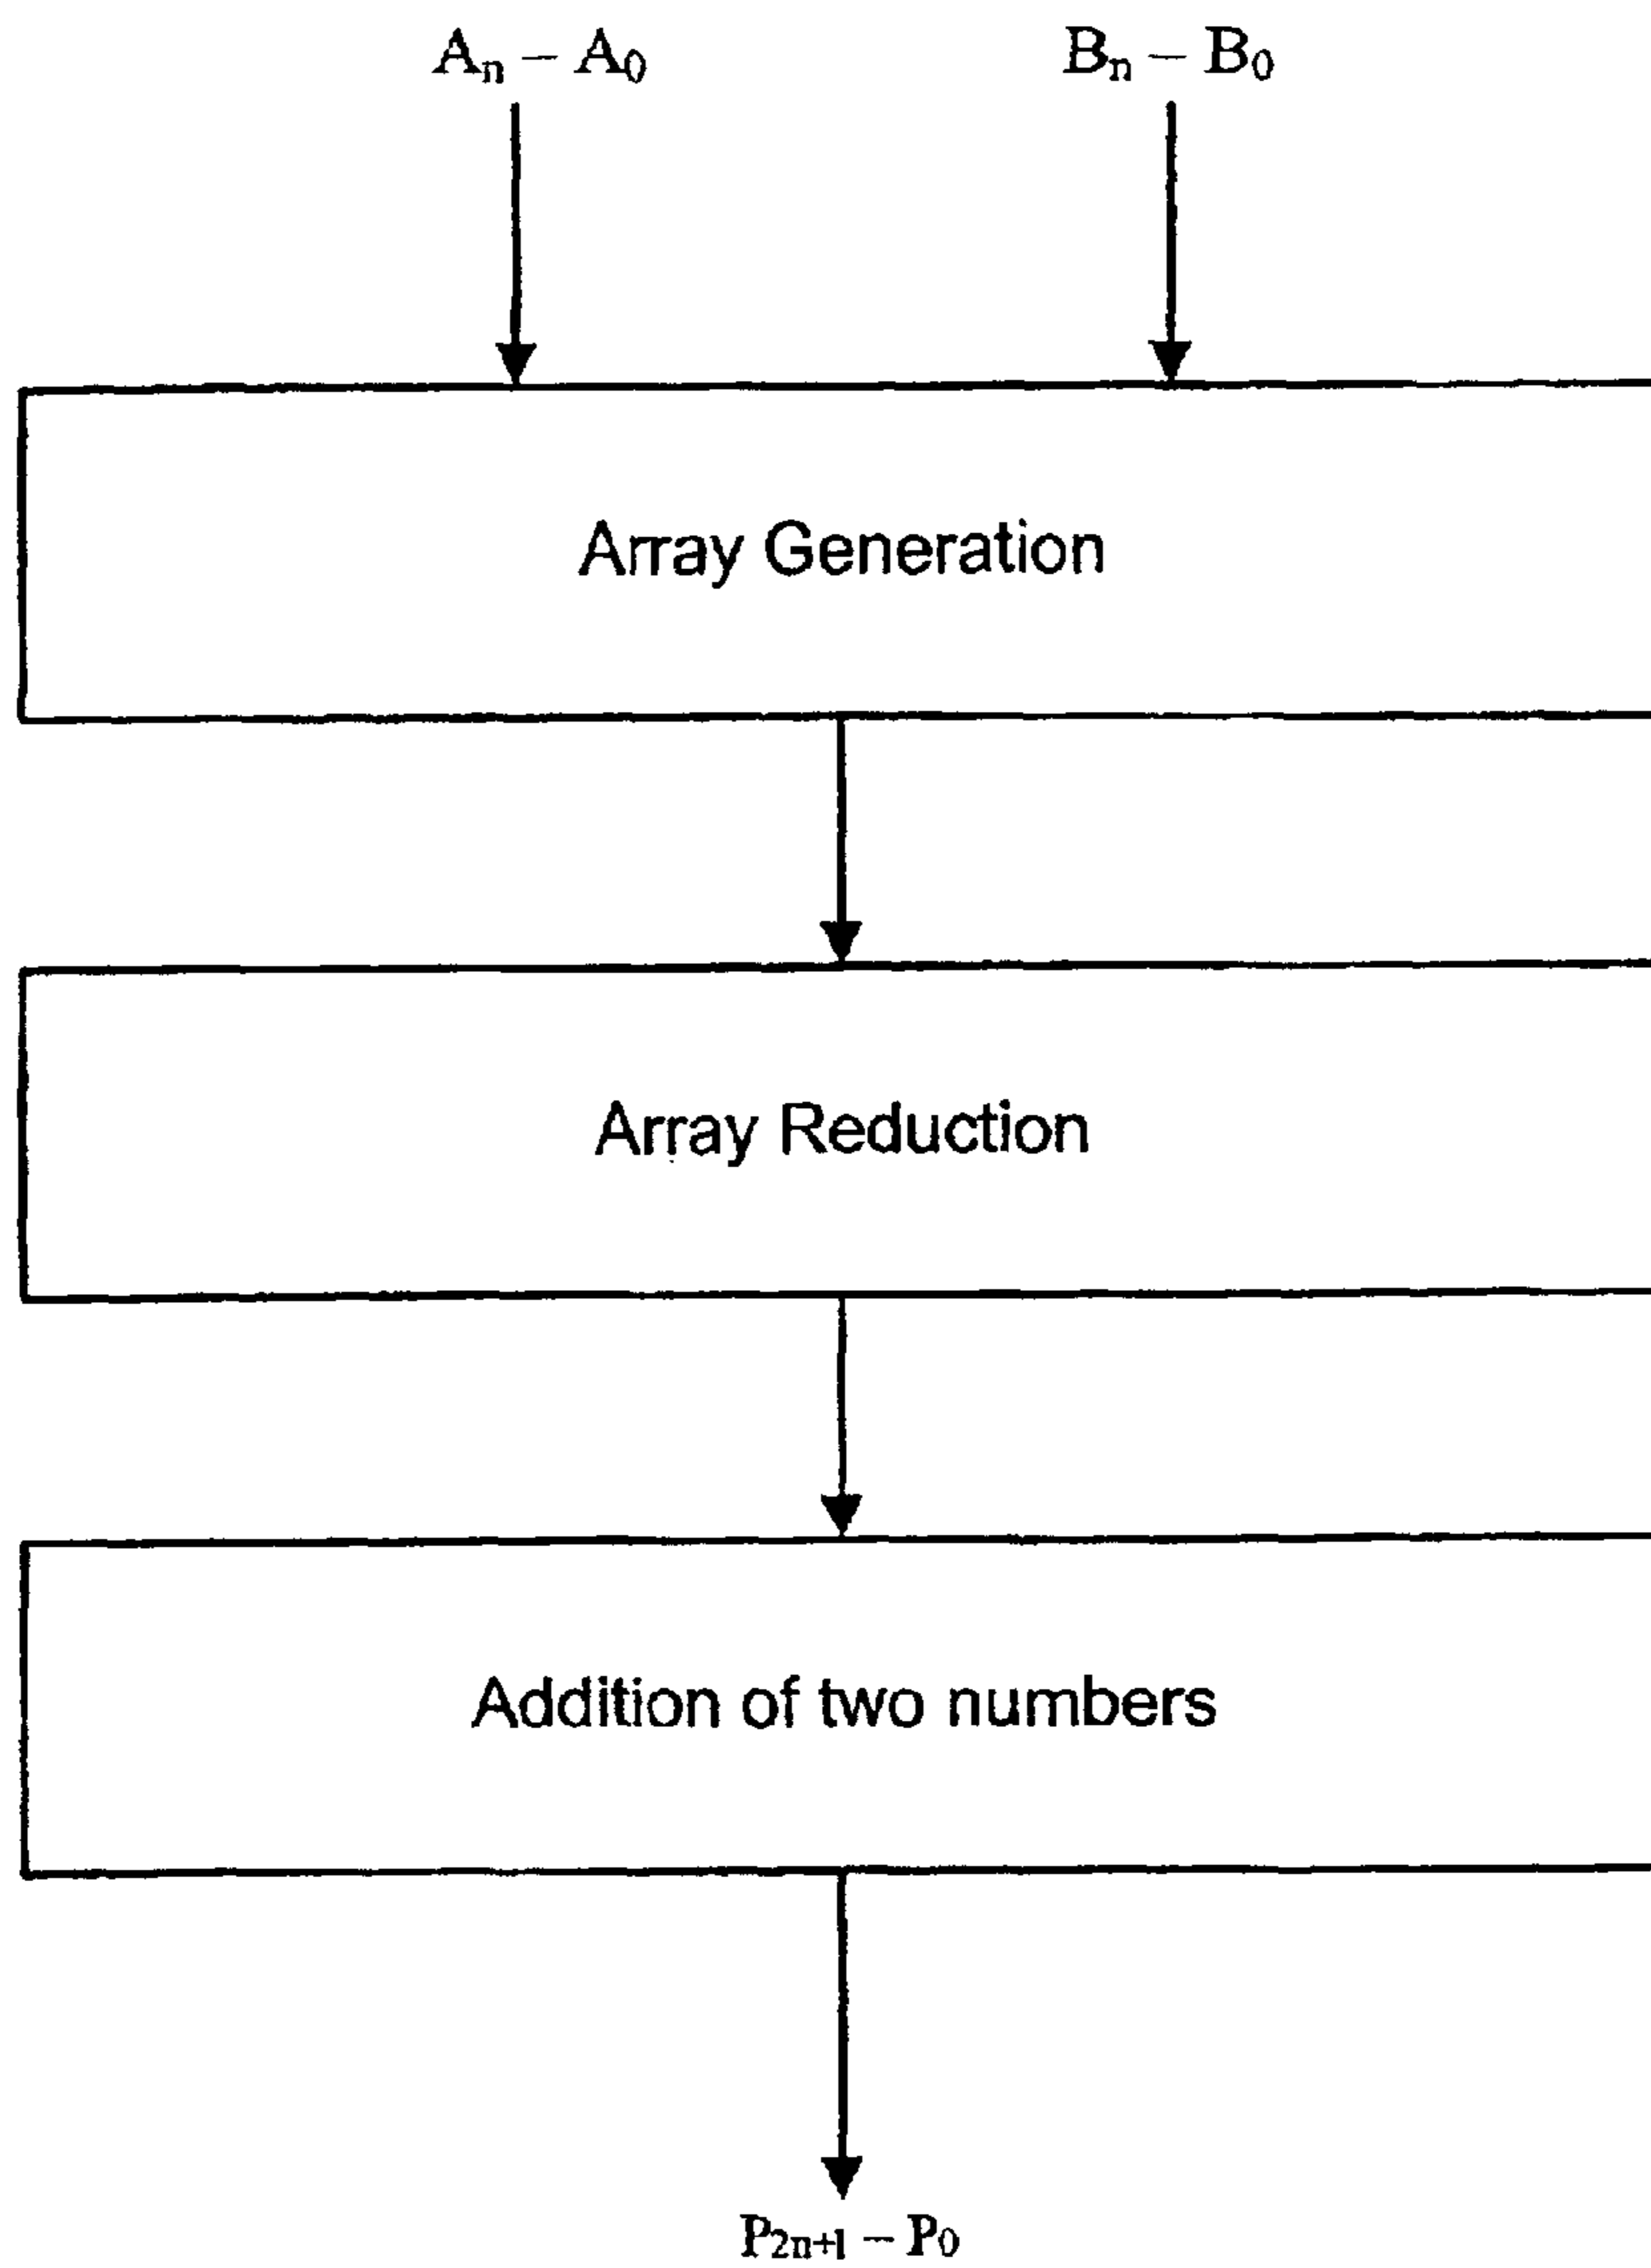 Aₙ – A₀ Bₙ – B₀
Array Generation
Array Reduction
Addition of two numbers
P₂ₙ₊₁ – P₀